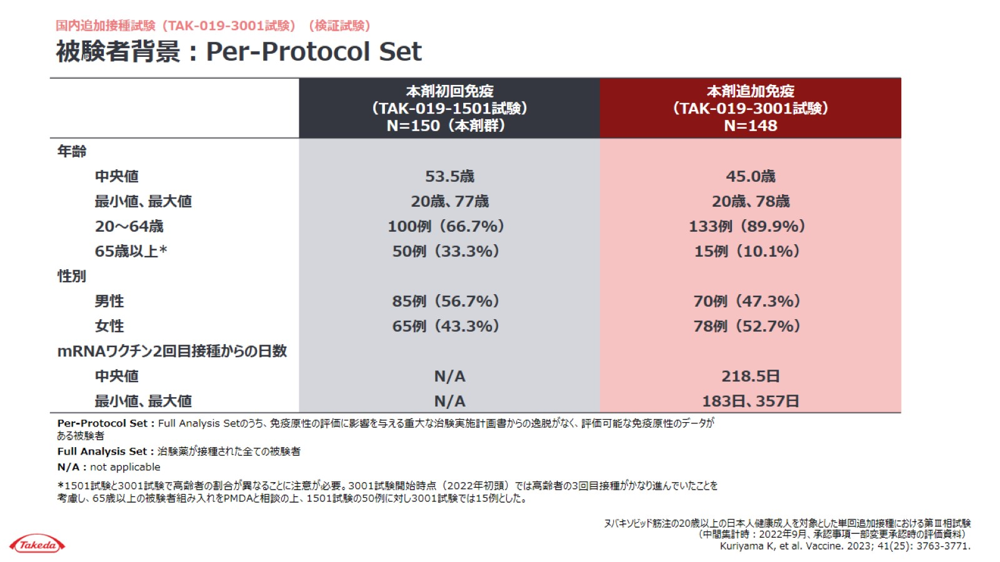 国内追加接種試験（TAK-019-3001試験）（検証試験）
被験者背景：Per-Protocol Set
本剤初回免疫
（TAK-019-1501試験）
N=150（本剤群）
本剤追加免疫
（TAK-019-3001試験）
N=148
年齢
中央値 53.5歳 45.0歳
最小値、最大値 20歳、77歳 20歳、78歳
20～64歳 100例（66.7%） 133例（89.9%）
65歳以上* 50例（33.3%） 15例（10.1%）
性別
男性 85例（56.7%） 70例（47.3%）
女性 65例（43.3%） 78例（52.7%）
mRNAワクチン2回目接種からの日数
中央値 N/A 218.5日
最小値、最大値 N/A 183日、357日
Per-Protocol Set：Full Analysis Setのうち、免疫原性の評価に影響を与える重大な治験実施計画書からの逸脱がなく、評価可能な免疫原性のデータが
ある被験者
Full Analysis Set：治験薬が接種された全ての被験者
N/A：not applicable
*1501試験と3001試験で高齢者の割合が異なることに注意が必要。3001試験開始時点（2022年初頭）では高齢者の3回目接種がかなり進んでいたことを
考慮し、65歳以上の被験者組み入れをPMDAと相談の上、1501試験の50例に対し3001試験では15例とした。
ヌバキソビッド筋注の20歳以上の日本人健康成人を対象とした単回追加接種における第Ⅲ相試験
（中間集計時：2022年9月、承認事項一部変更承認時の評価資料）
Kuriyama K, et al. Vaccine. 2023; 41(25): 3763-3771.
Takeda